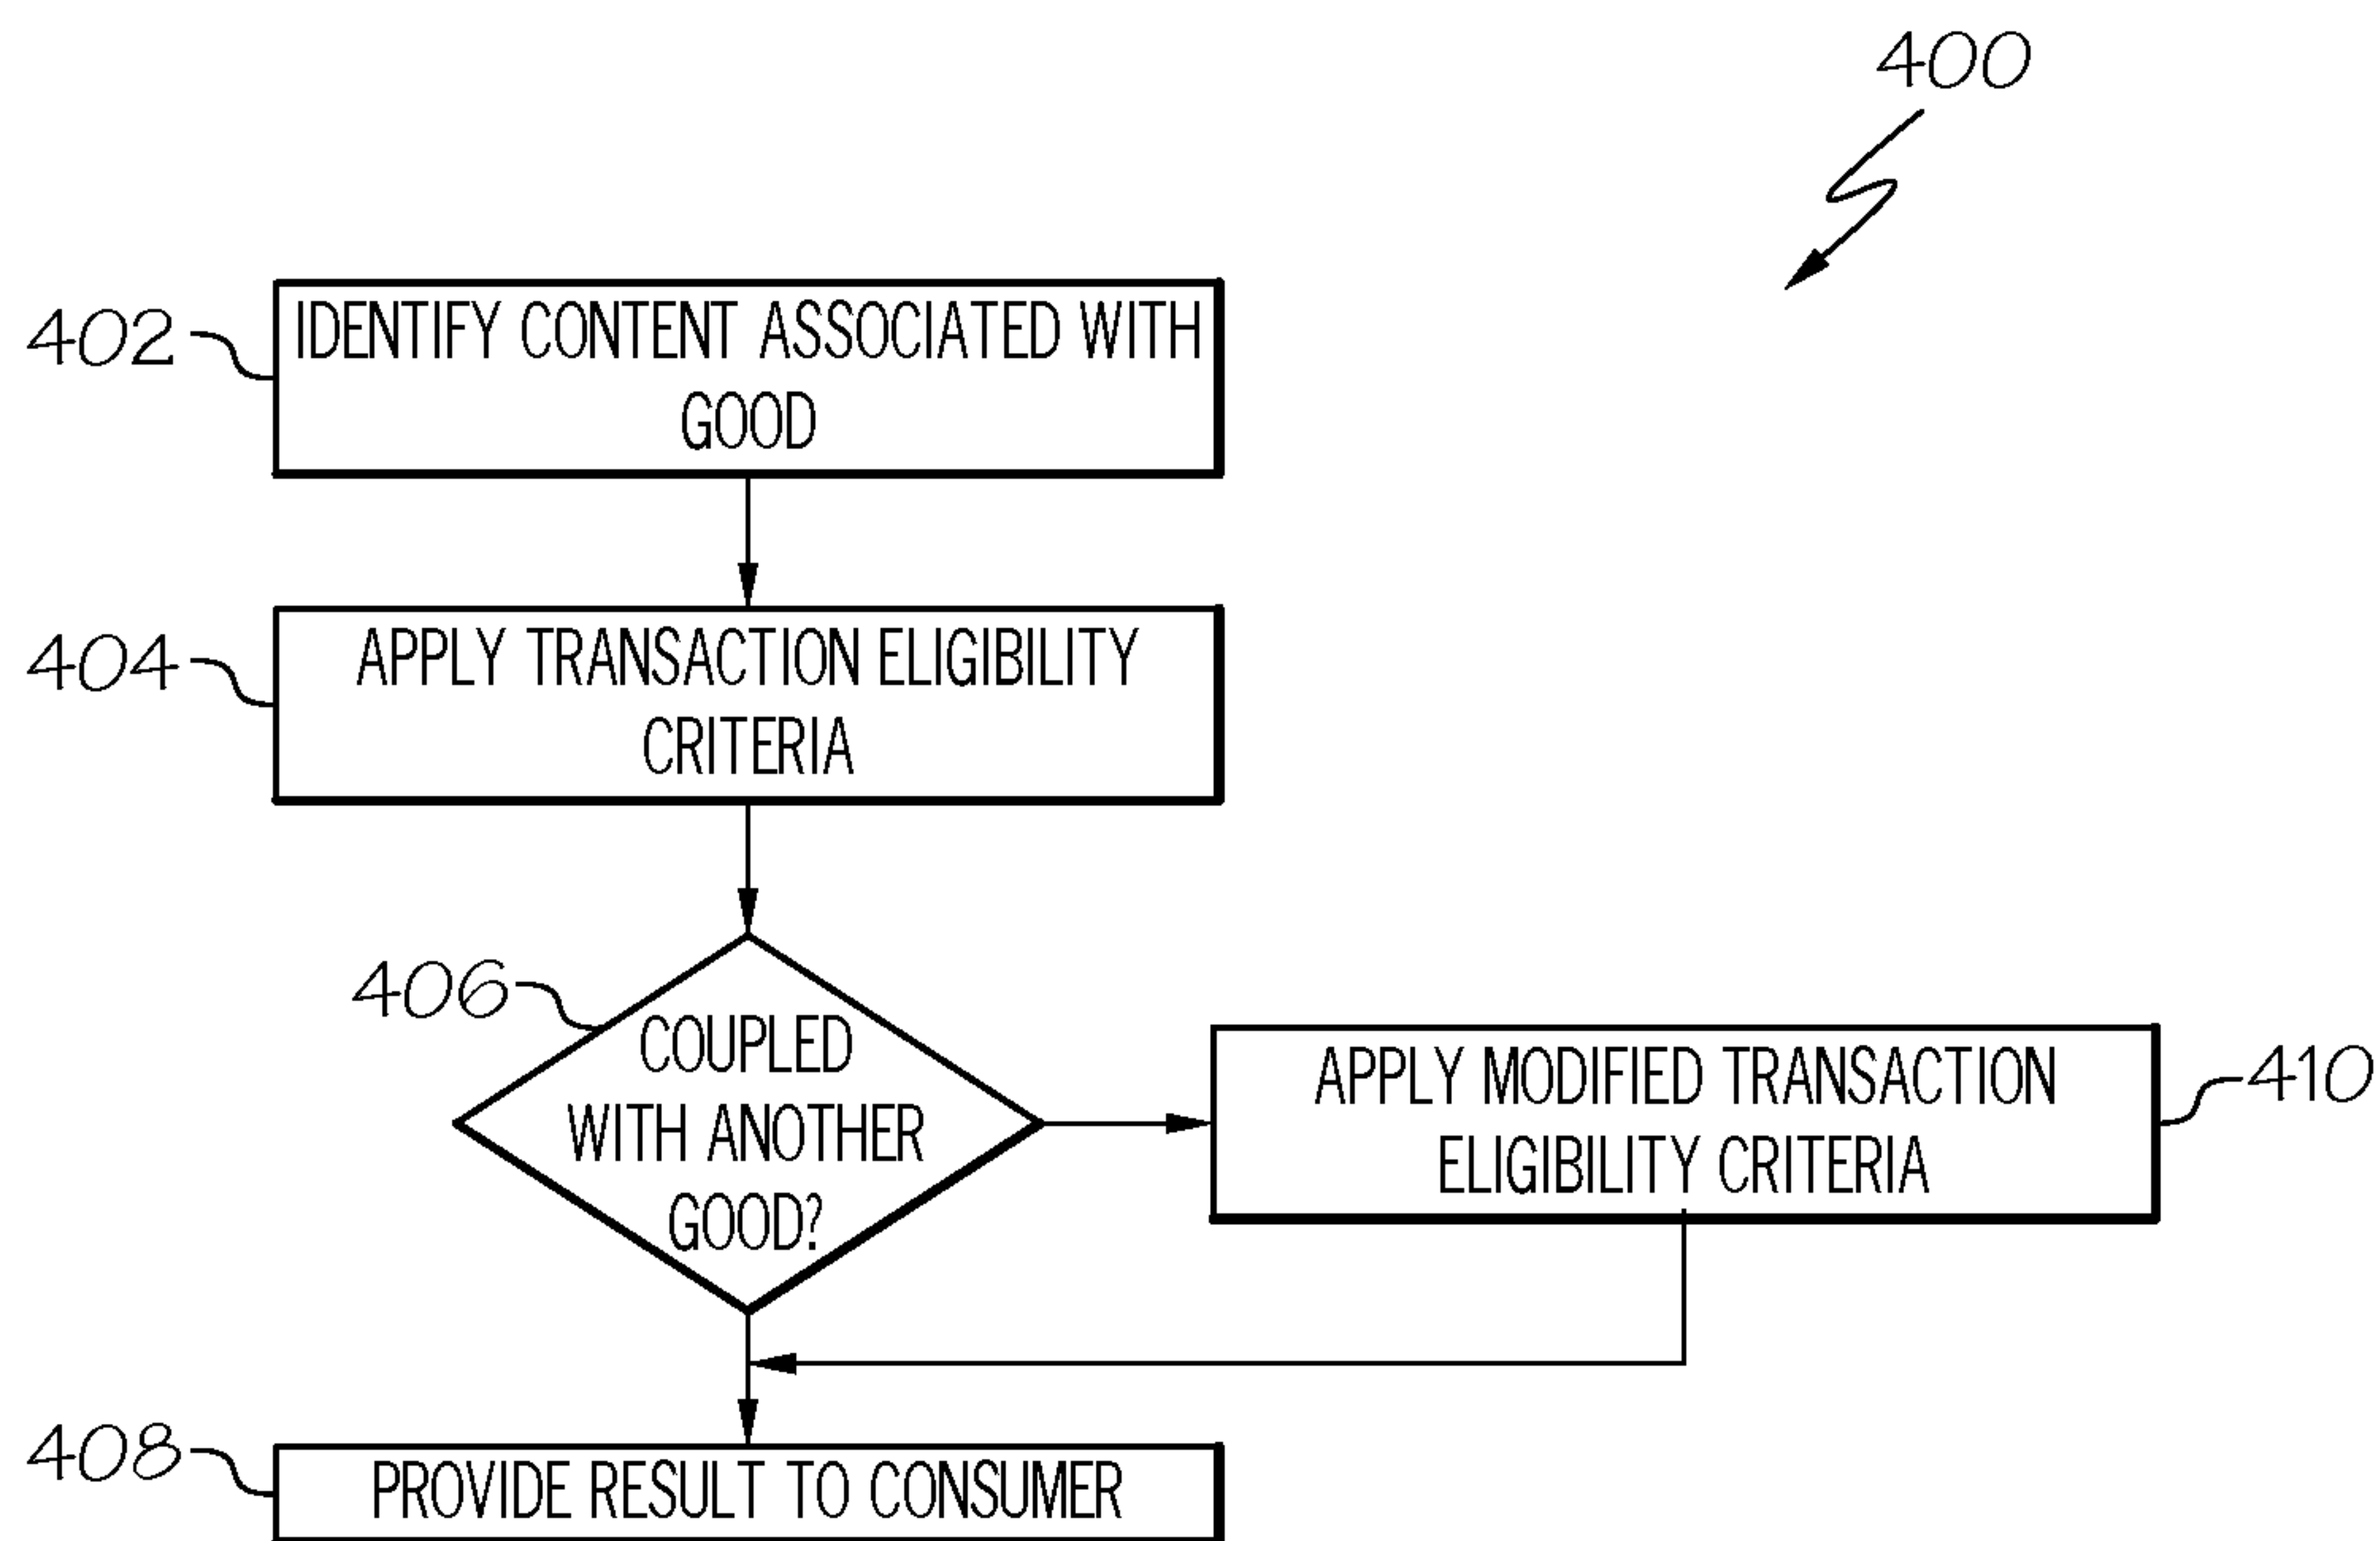 400
402
IDENTIFY CONTENT ASSOCIATED WITH
GOOD
404
APPLY TRANSACTION ELIGIBILITY
CRITERIA
406
COUPLED
WITH ANOTHER
GOOD?
APPLY MODIFIED TRANSACTION
ELIGIBILITY CRITERIA
410
408
PROVIDE RESULT TO CONSUMER